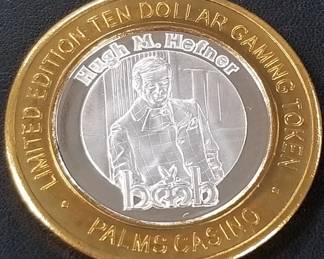 LIMITED EDITION TEN DOLLAR GAMING TOKEN
Hugh M. Hefner
· PALMS CASINO ·